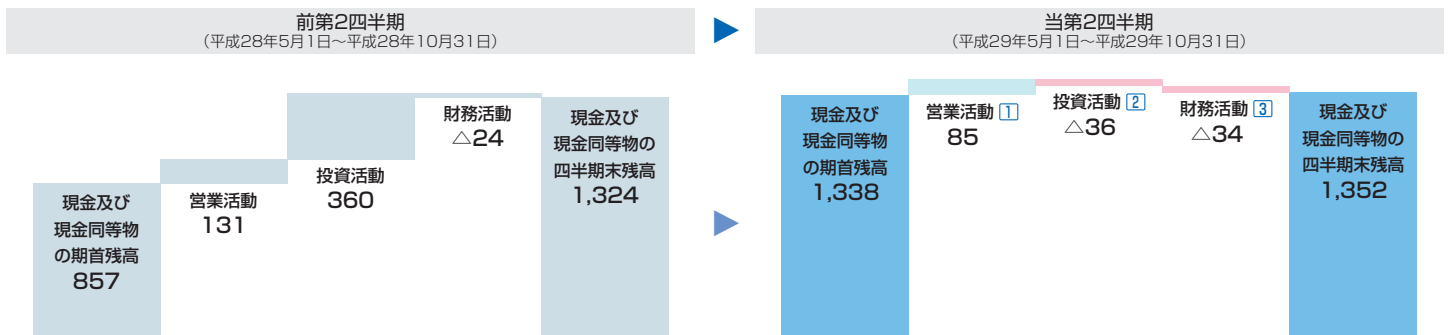 前第2四半期
（平成28年5月1日〜平成28年10月31日）
現金及び
現金同等物
の期首残高
857
営業活動
131
投資活動
360
財務活動
△24
現金及び
現金同等物の
四半期末残高
1,324
当第2四半期
（平成29年5月1日〜平成29年10月31日）
現金及び
現金同等物
の期首残高
1,338
営業活動 1
85
投資活動 2
△36
財務活動 3
△34
現金及び
現金同等物の
四半期末残高
1,352